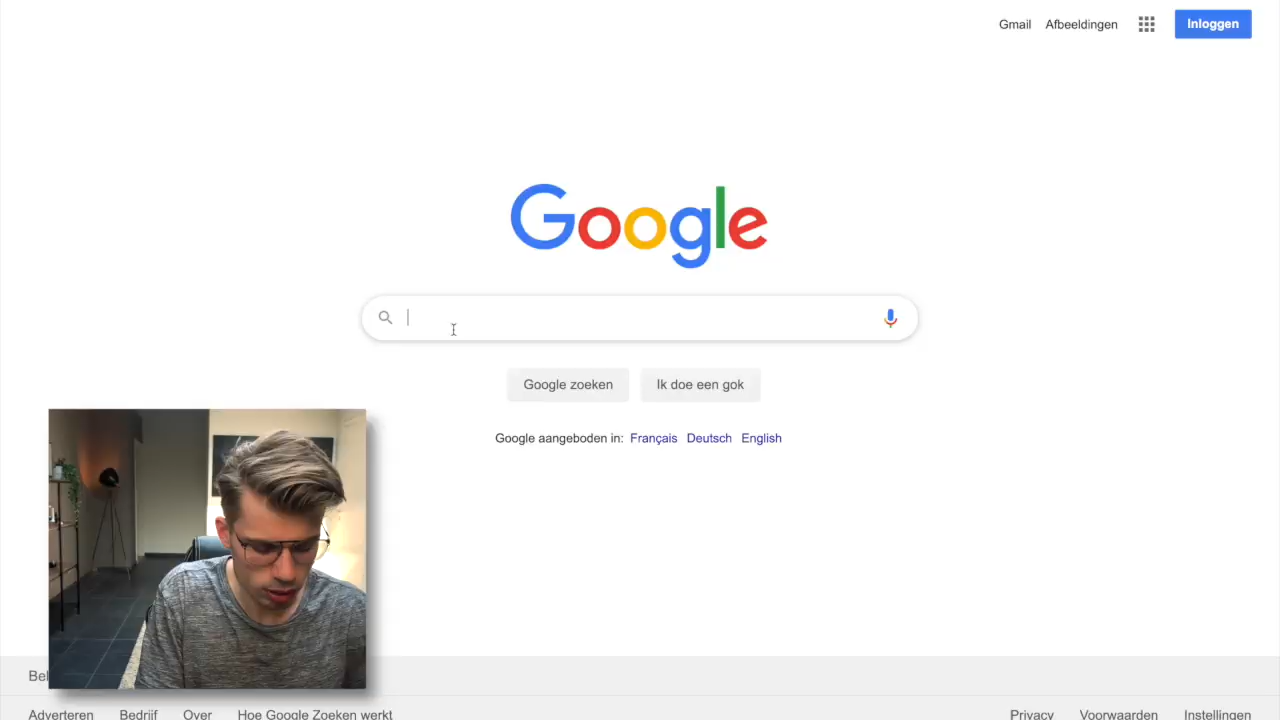 Gmail Afbeeldingen Inloggen
Google
Google zoeken Ik doe een gok
Google aangeboden in: Français Deutsch English
Adverteren Bedrijf Over Hoe Google Zoeken werkt Privacy Voorwaarden Instellingen